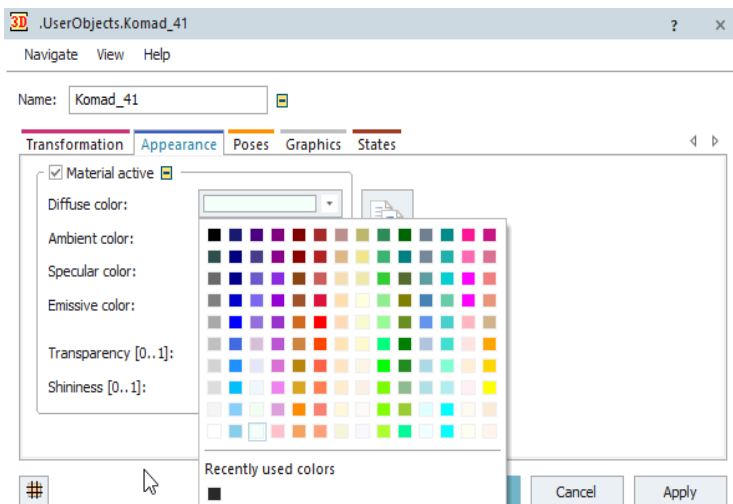 3D .UserObjects.Komad_41 ? ×
Navigate View Help
Name: Komad_41
Transformation Appearance Poses Graphics States
Material active
Diffuse color:
Ambient color:
Specular color:
Emissive color:
Transparency [0..1]:
Shininess [0..1]:
Recently used colors
Cancel Apply